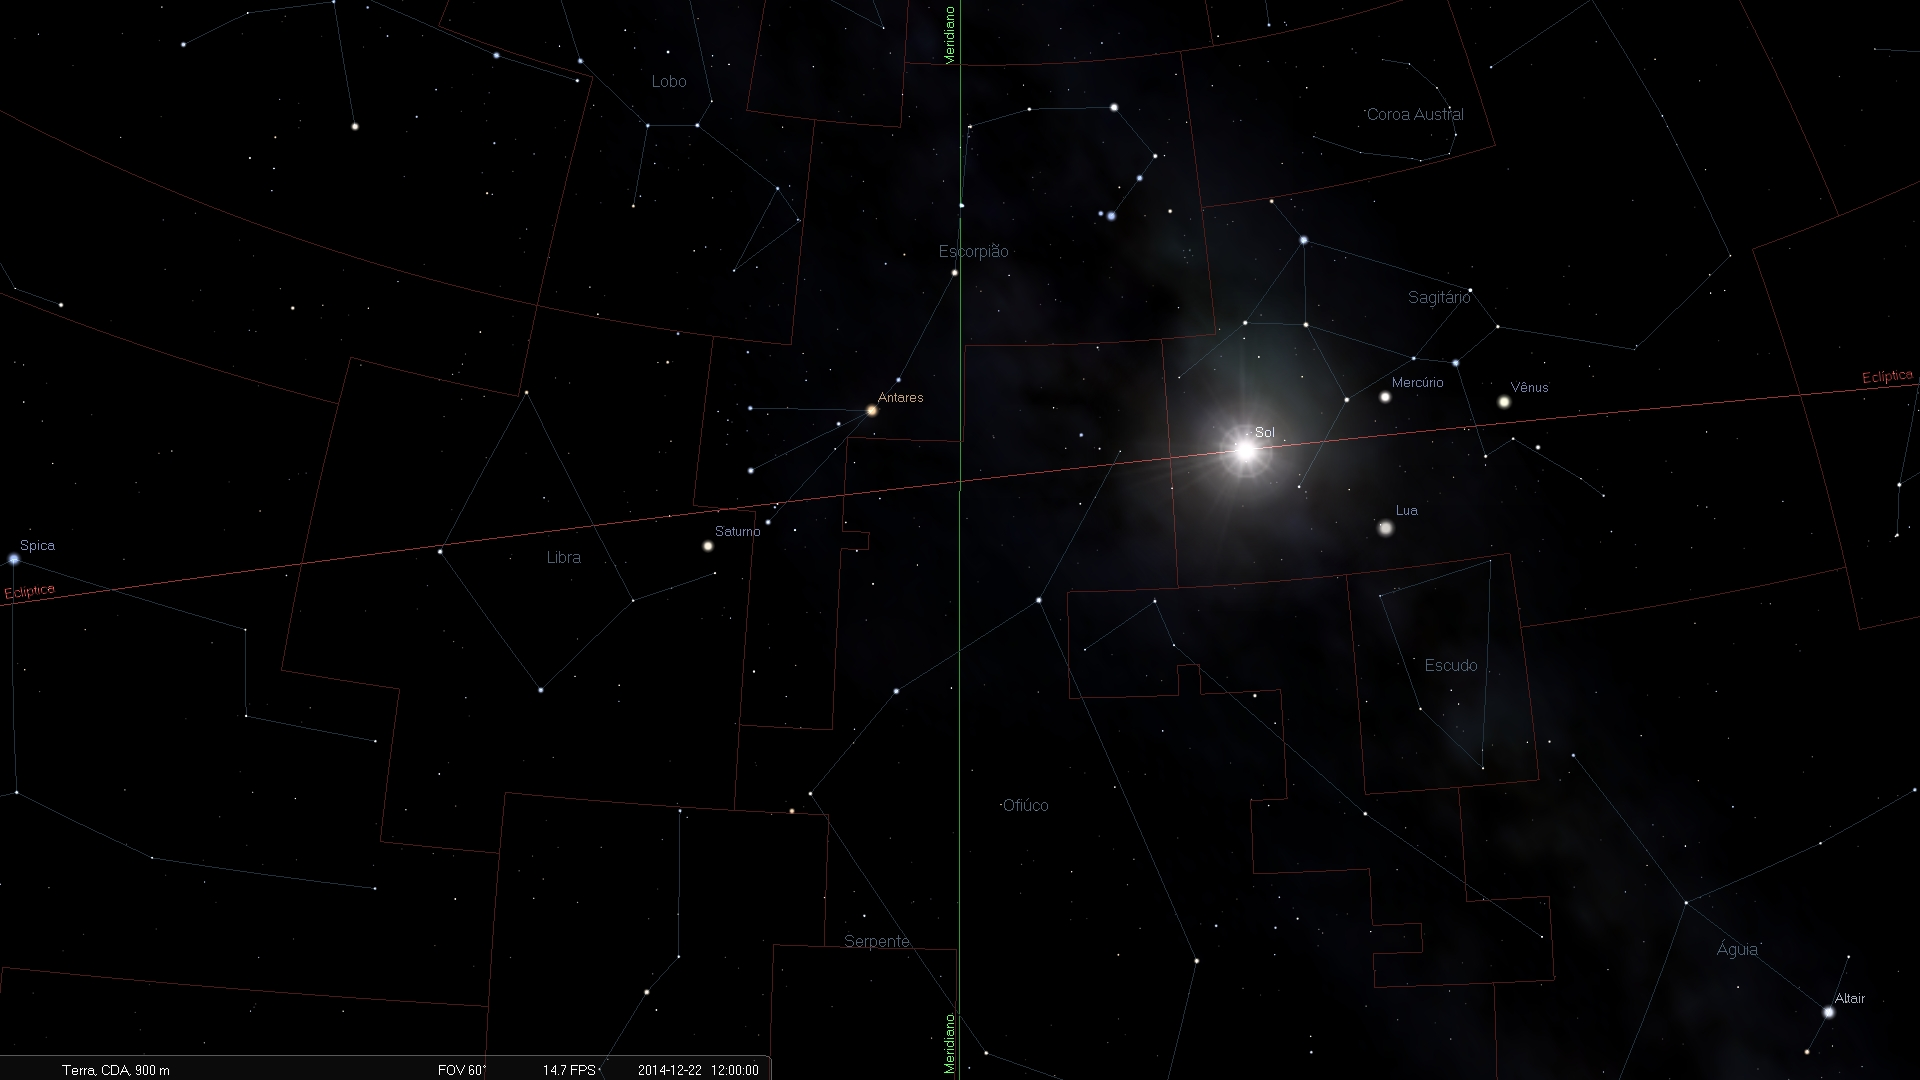 Meridiano
Lobo
Coroa Austral
Escorpião
Sagitário
Eclíptica
Mercúrio
Vênus
Antares
Sol
Lua
Saturno
Spica
Libra
Eclíptica
Escudo
Ofiúco
Serpente
Águia
Altair
Meridiano
Terra, CDA, 900 m FOV 60° 14.7 FPS 2014-12-22 12:00:00